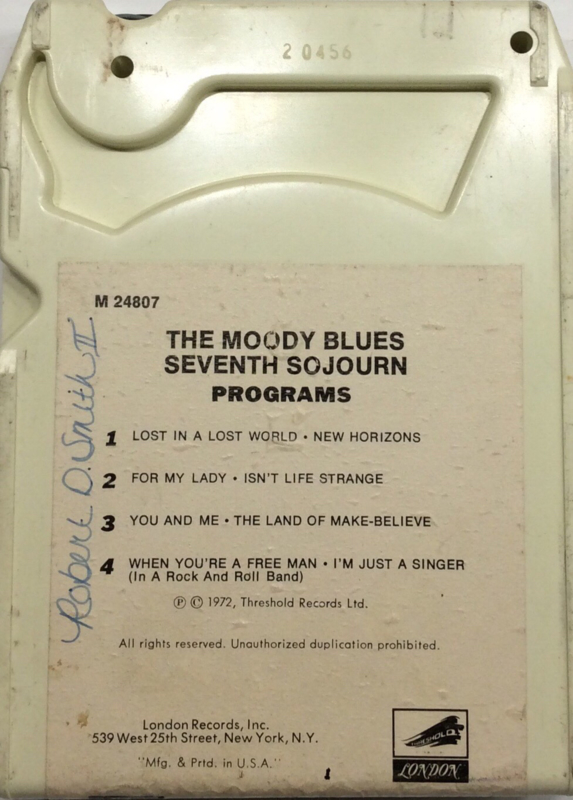 2 0456
M 24807
THE MOODY BLUES
SEVENTH SOJOURN
PROGRAMS
1 LOST IN A LOST WORLD • NEW HORIZONS
2 FOR MY LADY • ISN'T LIFE STRANGE
3 YOU AND ME • THE LAND OF MAKE-BELIEVE
4 WHEN YOU'RE A FREE MAN • I'M JUST A SINGER
(In A Rock And Roll Band)
Ⓟ © 1972, Threshold Records Ltd.
All rights reserved. Unauthorized duplication prohibited.
Robert D. Smith II
London Records, Inc.
539 West 25th Street, New York, N.Y.
"Mfg. & Prtd. in U.S.A."
1
THRESHOLD
LONDON